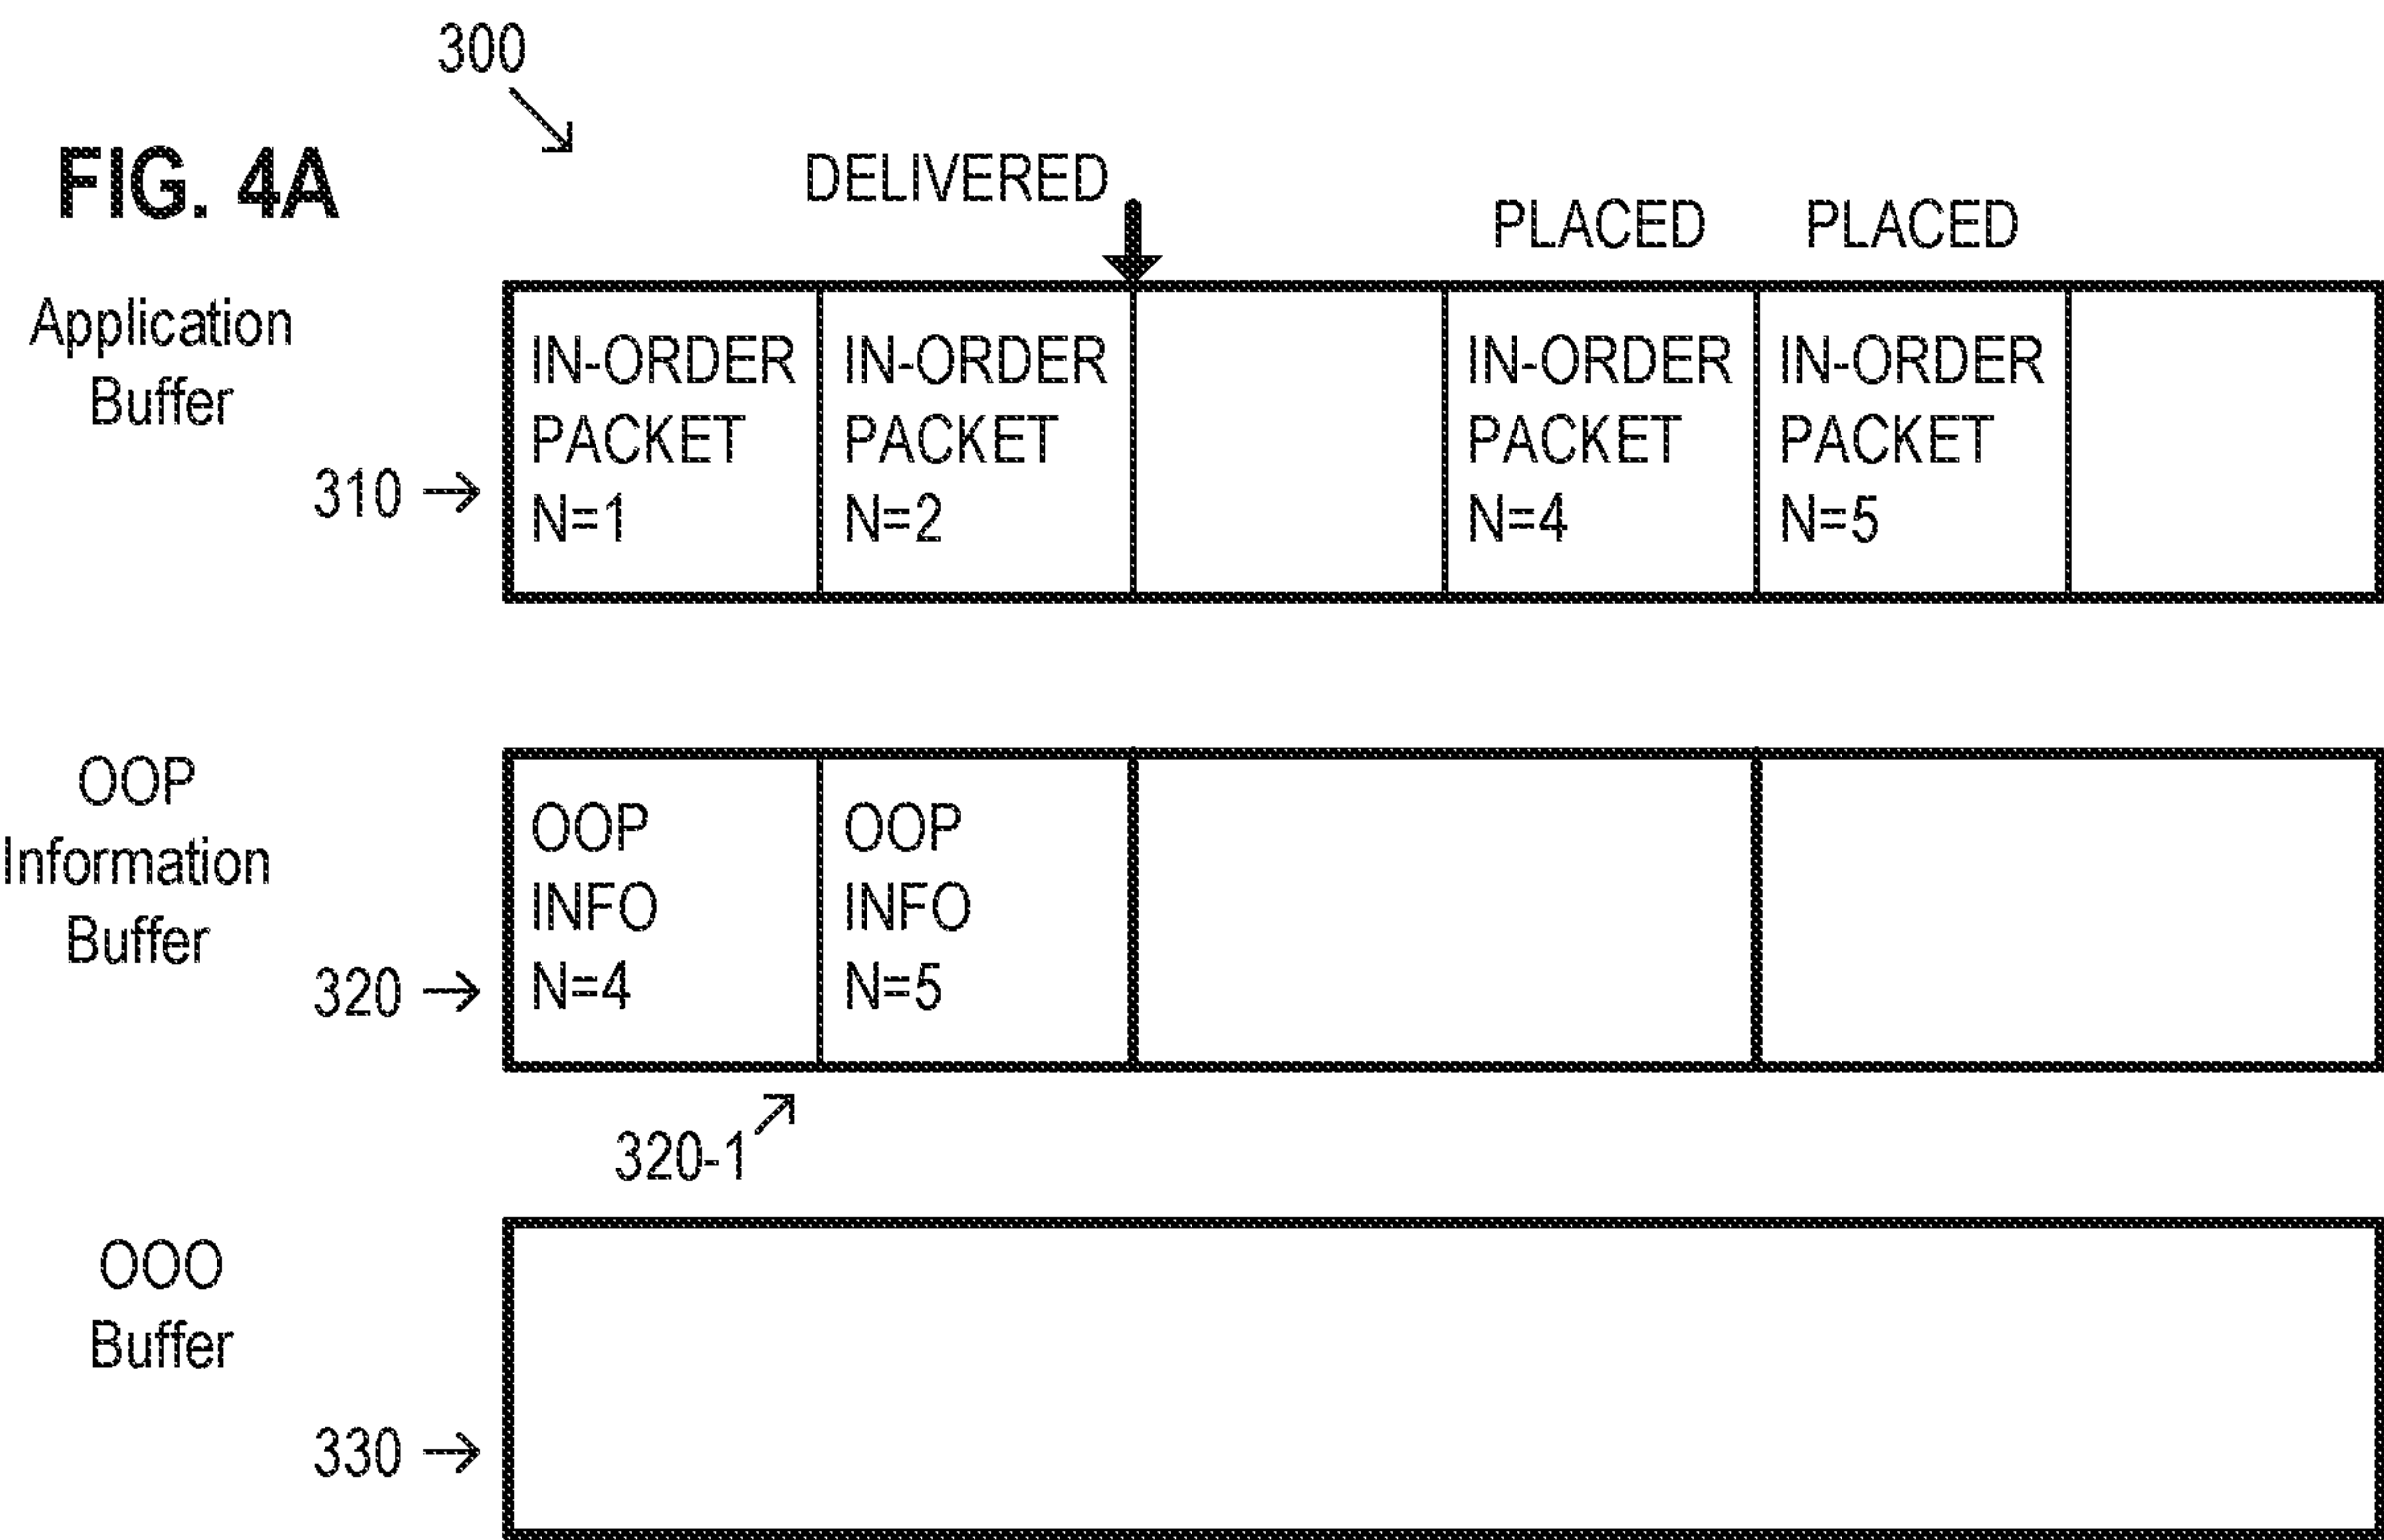 300
FIG. 4A
DELIVERED
PLACED PLACED
Application
Buffer
310
IN-ORDER
PACKET
N=1
IN-ORDER
PACKET
N=2
IN-ORDER
PACKET
N=4
IN-ORDER
PACKET
N=5
OOP
Information
Buffer
320
OOP
INFO
N=4
OOP
INFO
N=5
320-1
OOO
Buffer
330